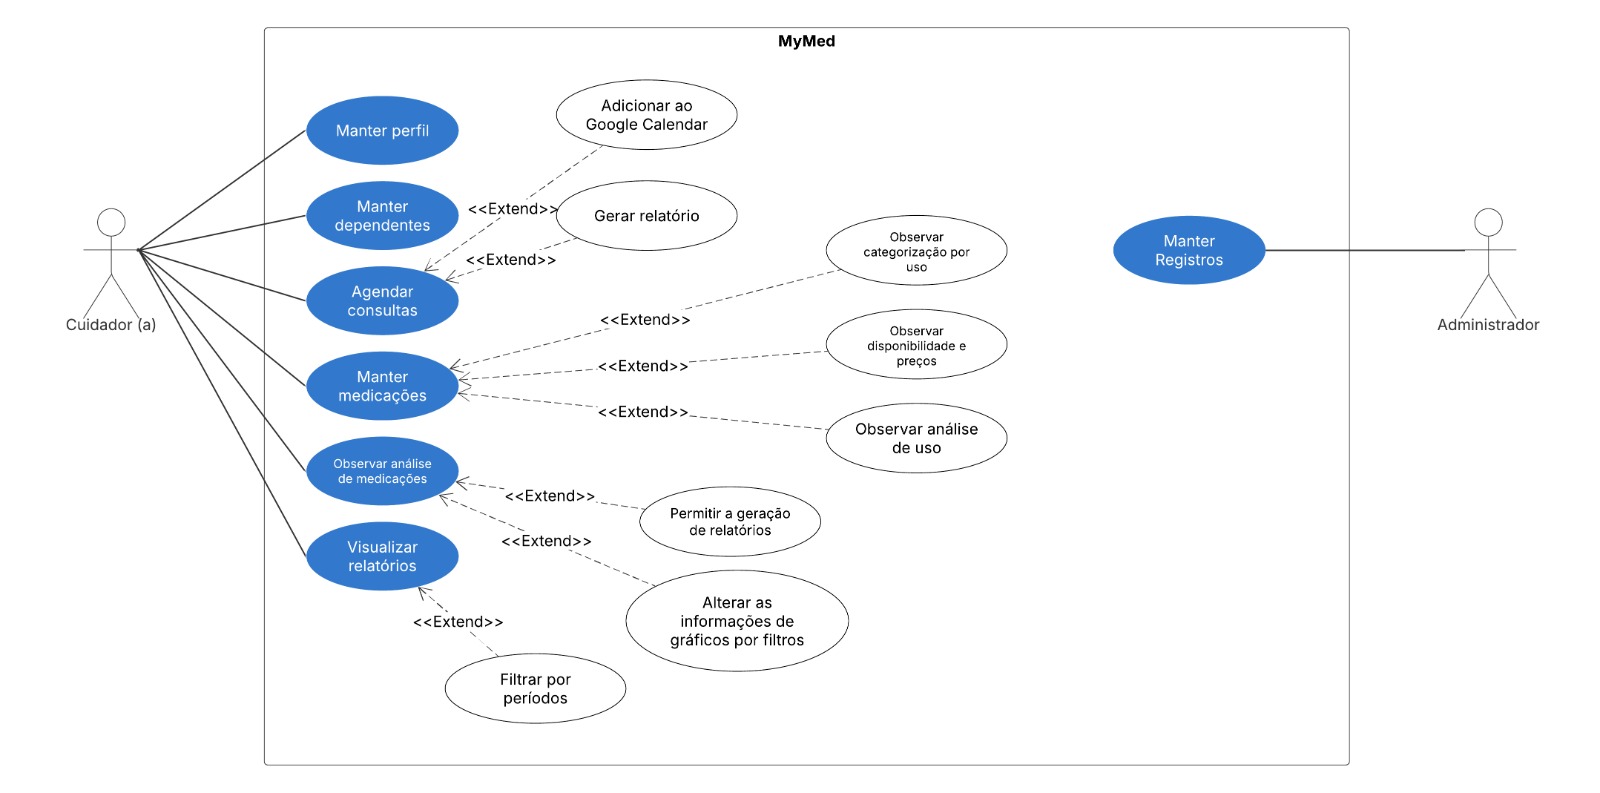 MyMed
Manter perfil
Manter
dependentes
Agendar
consultas
Manter
medicações
Observar análise
de medicações
Visualizar
relatórios
Cuidador (a)
Adicionar ao
Google Calendar
<<Extend>>
Gerar relatório
<<Extend>>
Observar
categorização por
uso
<<Extend>>
Observar
disponibilidade e
preços
<<Extend>>
Observar análise
de uso
<<Extend>>
Permitir a geração
de relatórios
<<Extend>>
Alterar as
informações de
gráficos por filtros
<<Extend>>
Filtrar por
períodos
<<Extend>>
Manter
Registros
Administrador